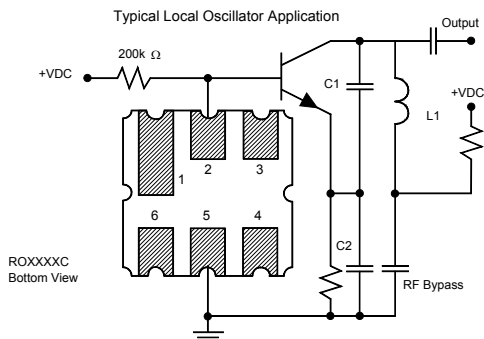 Typical Local Oscillator Application
Output
200k Ω
+VDC
C1
+VDC
L1
1
2
3
6
5
4
C2
ROXXXXC
Bottom View
RF Bypass